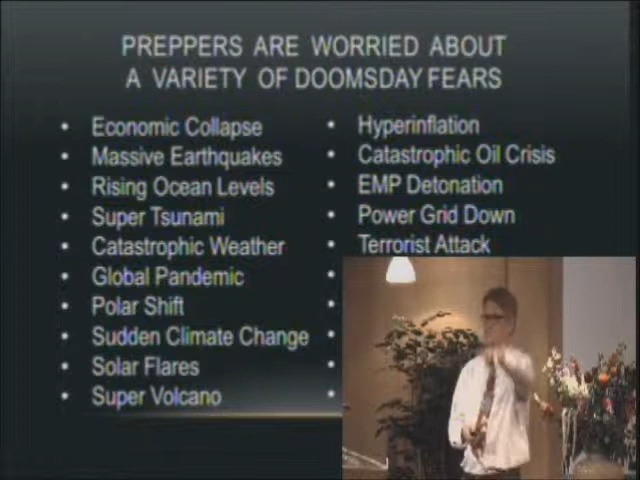 PREPPERS ARE WORRIED ABOUT
A VARIETY OF DOOMSDAY FEARS
• Economic Collapse
• Massive Earthquakes
• Rising Ocean Levels
• Super Tsunami
• Catastrophic Weather
• Global Pandemic
• Polar Shift
• Sudden Climate Change
• Solar Flares
• Super Volcano
• Hyperinflation
• Catastrophic Oil Crisis
• EMP Detonation
• Power Grid Down
• Terrorist Attack